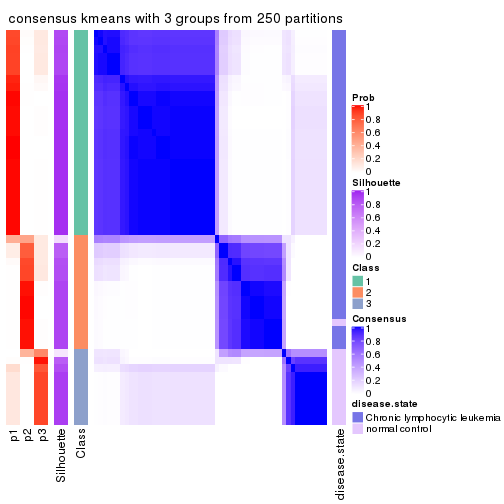 consensus kmeans with 3 groups from 250 partitions
Prob
1
0.8
0.6
0.4
0.2
0
Silhouette
1
0.8
0.6
0.4
0.2
0
Class
1
2
3
Consensus
1
0.8
0.6
0.4
0.2
0
disease.state
Chronic lymphocytic leukemia
normal control
p1
p2
p3
Silhouette
Class
disease.state